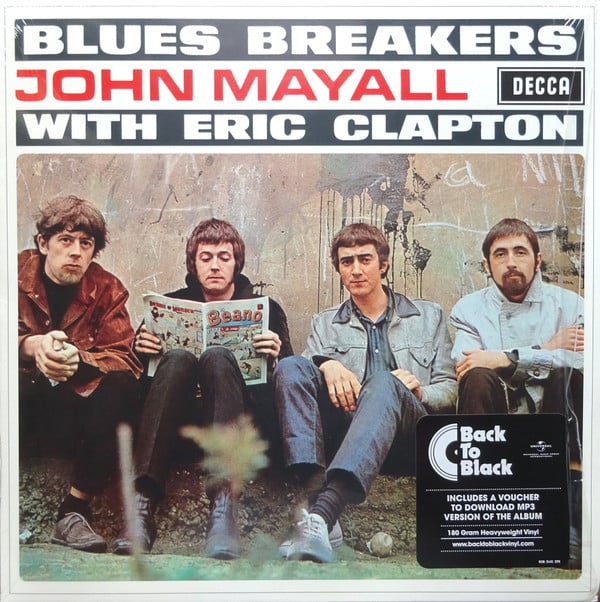 BLUES BREAKERS
JOHN MAYALL
DECCA
WITH ERIC CLAPTON
Beano
Back
To
Black
UNIVERSAL
INCLUDES A VOUCHER
TO DOWNLOAD MP3
VERSION OF THE ALBUM
180 Gram Heavyweight Vinyl
www.backtoblackvinyl.com